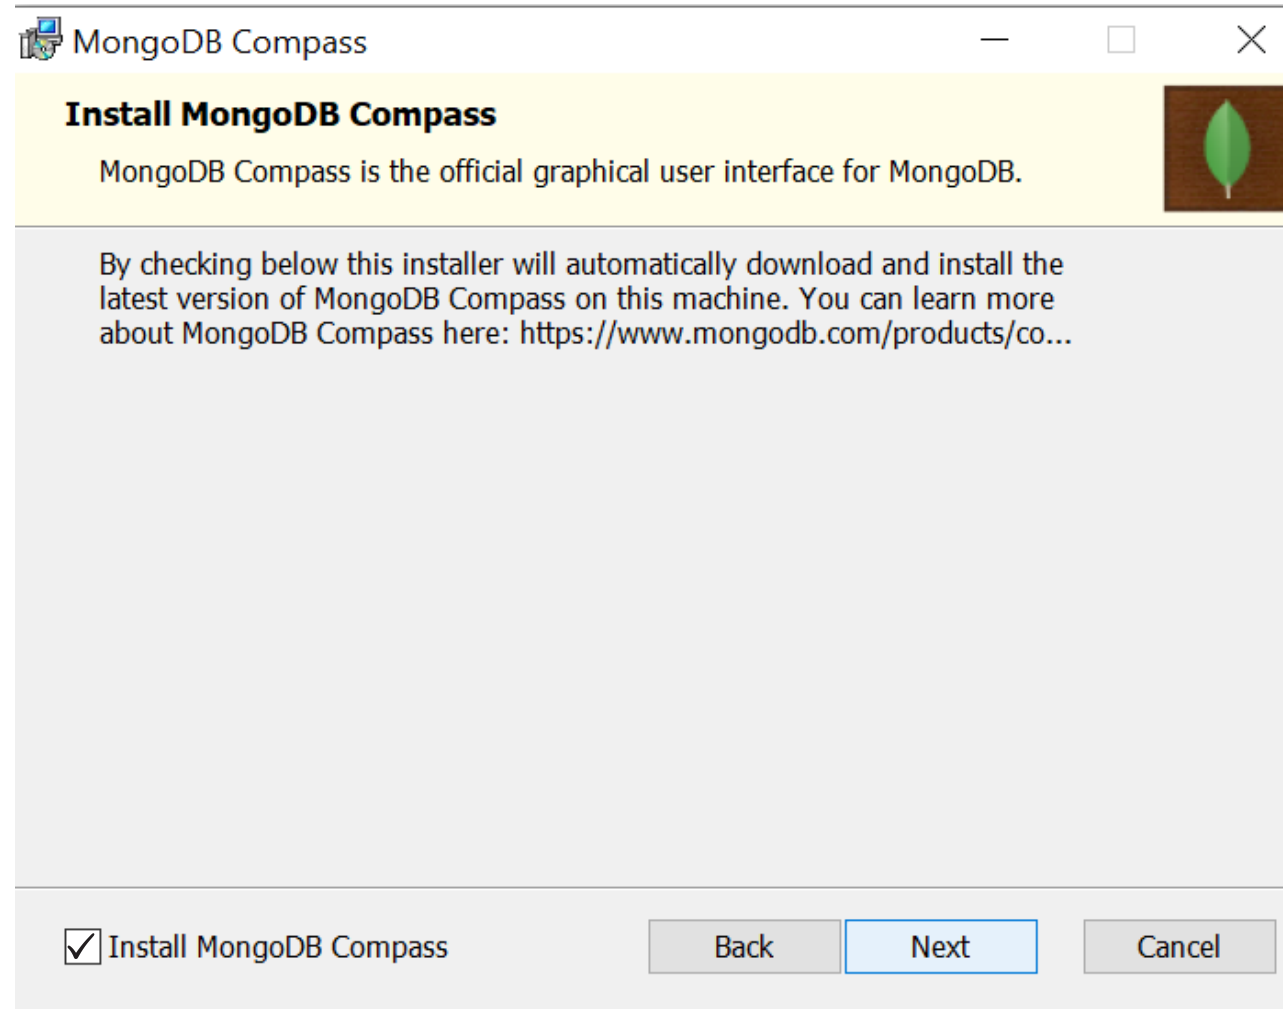 MongoDB Compass
Install MongoDB Compass
MongoDB Compass is the official graphical user interface for MongoDB.
By checking below this installer will automatically download and install the
latest version of MongoDB Compass on this machine. You can learn more
about MongoDB Compass here: https://www.mongodb.com/products/co...
Install MongoDB Compass Back Next Cancel